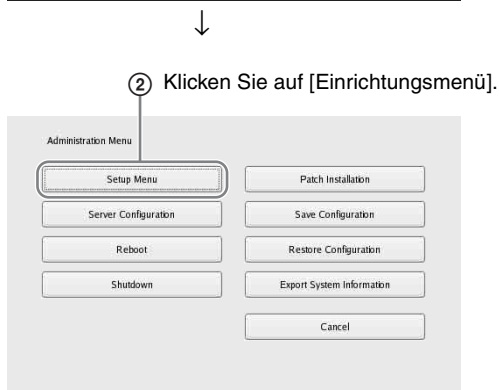 ↓
② Klicken Sie auf [Einrichtungsmenü].
Administration Menu
Setup Menu
Patch Installation
Server Configuration
Save Configuration
Reboot
Restore Configuration
Shutdown
Export System Information
Cancel